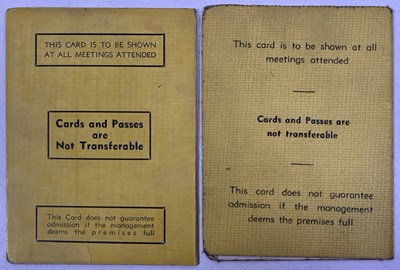 THIS CARD IS TO BE SHOWN
AT ALL MEETINGS ATTENDED
Cards and Passes
are
Not Transferable
This Card does not guarantee
admission if the management
deems the premises full
This card is to be shown at all
meetings attended
Cards and Passes are
not transferable
This card does not guarantee
admission if the management
deems the premises full